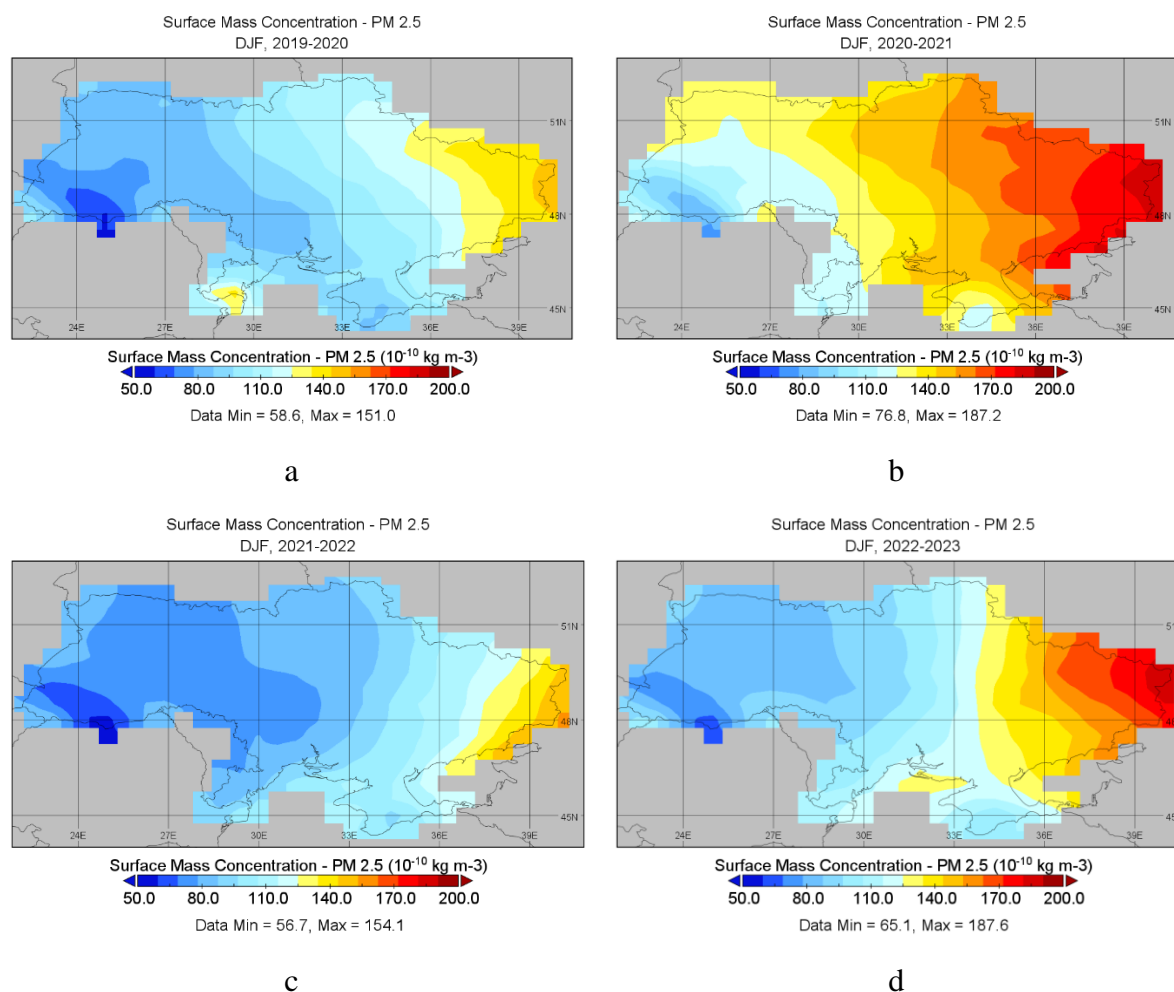 Surface Mass Concentration - PM 2.5
DJF, 2019-2020
51N
48N
45N
24E 27E 30E 33E 36E 39E
Surface Mass Concentration - PM 2.5 (10⁻¹⁰ kg m-3)
50.0 80.0 110.0 140.0 170.0 200.0
Data Min = 58.6, Max = 151.0
a
Surface Mass Concentration - PM 2.5
DJF, 2020-2021
51N
48N
45N
24E 27E 30E 33E 36E 39E
Surface Mass Concentration - PM 2.5 (10⁻¹⁰ kg m-3)
50.0 80.0 110.0 140.0 170.0 200.0
Data Min = 76.8, Max = 187.2
b
Surface Mass Concentration - PM 2.5
DJF, 2021-2022
51N
48N
45N
24E 27E 30E 33E 36E 39E
Surface Mass Concentration - PM 2.5 (10⁻¹⁰ kg m-3)
50.0 80.0 110.0 140.0 170.0 200.0
Data Min = 56.7, Max = 154.1
c
Surface Mass Concentration - PM 2.5
DJF, 2022-2023
51N
48N
45N
24E 27E 30E 33E 36E 39E
Surface Mass Concentration - PM 2.5 (10⁻¹⁰ kg m-3)
50.0 80.0 110.0 140.0 170.0 200.0
Data Min = 65.1, Max = 187.6
d